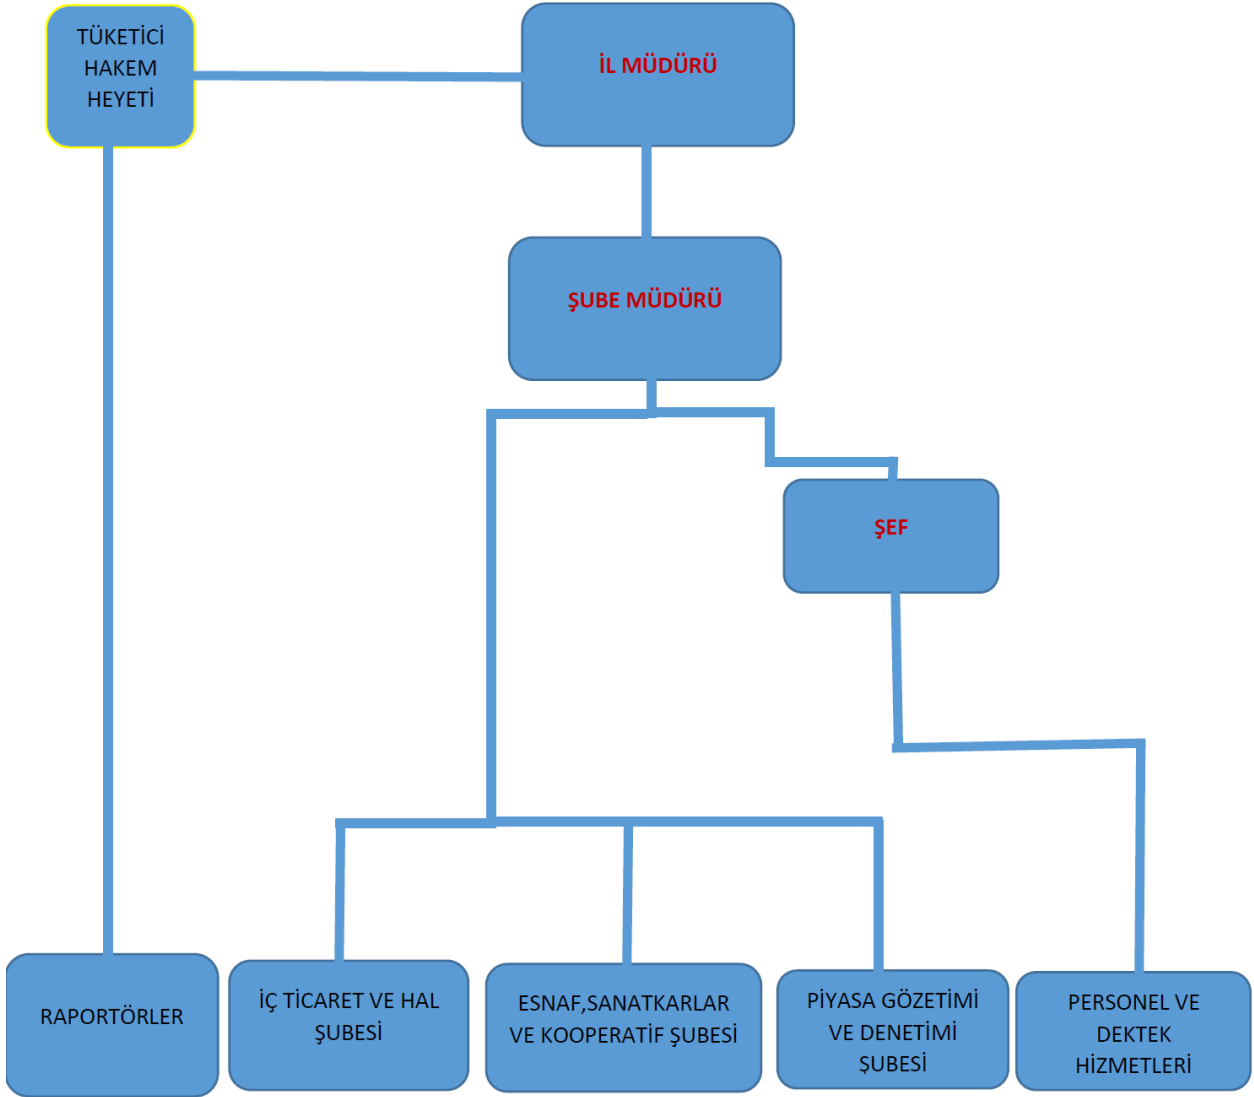 TÜKETİCİ
HAKEM
HEYETİ
İL MÜDÜRÜ
ŞUBE MÜDÜRÜ
ŞEF
RAPORTÖRLER
İÇ TİCARET VE HAL
ŞUBESİ
ESNAF,SANATKARLAR
VE KOOPERATİF ŞUBESİ
PİYASA GÖZETİMİ
VE DENETİMİ
ŞUBESİ
PERSONEL VE
DEKTEK
HİZMETLERİ